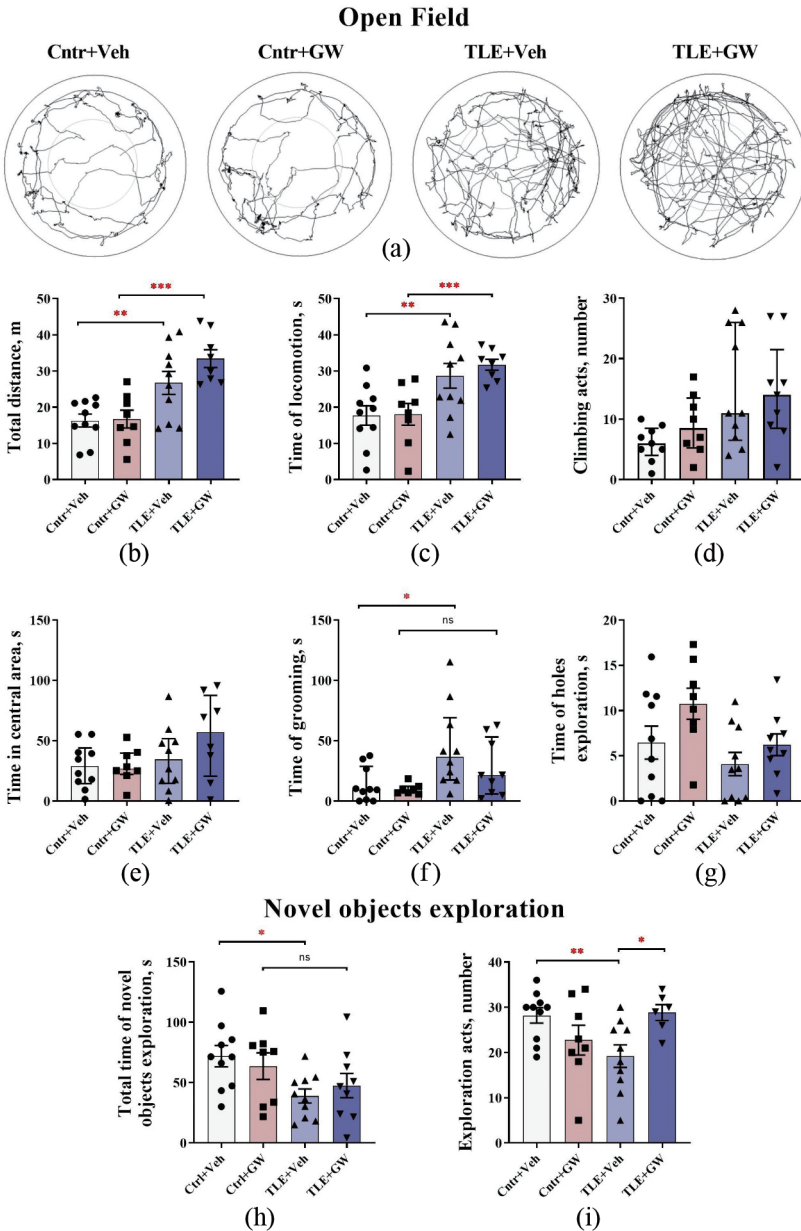 Open Field
Cntr+Veh
Cntr+GW
TLE+Veh
TLE+GW
(a)
Total distance, m
50
40
30
20
10
0
**
***
Cntr+Veh
Cntr+GW
TLE+Veh
TLE+GW
(b)
Time of locomotion, s
50
40
30
20
10
0
**
***
Cntr+Veh
Cntr+GW
TLE+Veh
TLE+GW
(c)
Climbing acts, number
30
20
10
0
Cntr+Veh
Cntr+GW
TLE+Veh
TLE+GW
(d)
Time in central area, s
150
100
50
0
Cntr+Veh
Cntr+GW
TLE+Veh
TLE+GW
(e)
Time of grooming, s
150
100
50
0
*
ns
Cntr+Veh
Cntr+GW
TLE+Veh
TLE+GW
(f)
Time of holes
exploration, s
20
15
10
5
0
Cntr+Veh
Cntr+GW
TLE+Veh
TLE+GW
(g)
Novel objects exploration
Total time of novel
objects exploration, s
150
100
50
0
*
ns
Ctrl+Veh
Ctrl+GW
TLE+Veh
TLE+GW
(h)
Exploration acts, number
40
30
20
10
0
**
*
Cntr+Veh
Cntr+GW
TLE+Veh
TLE+GW
(i)